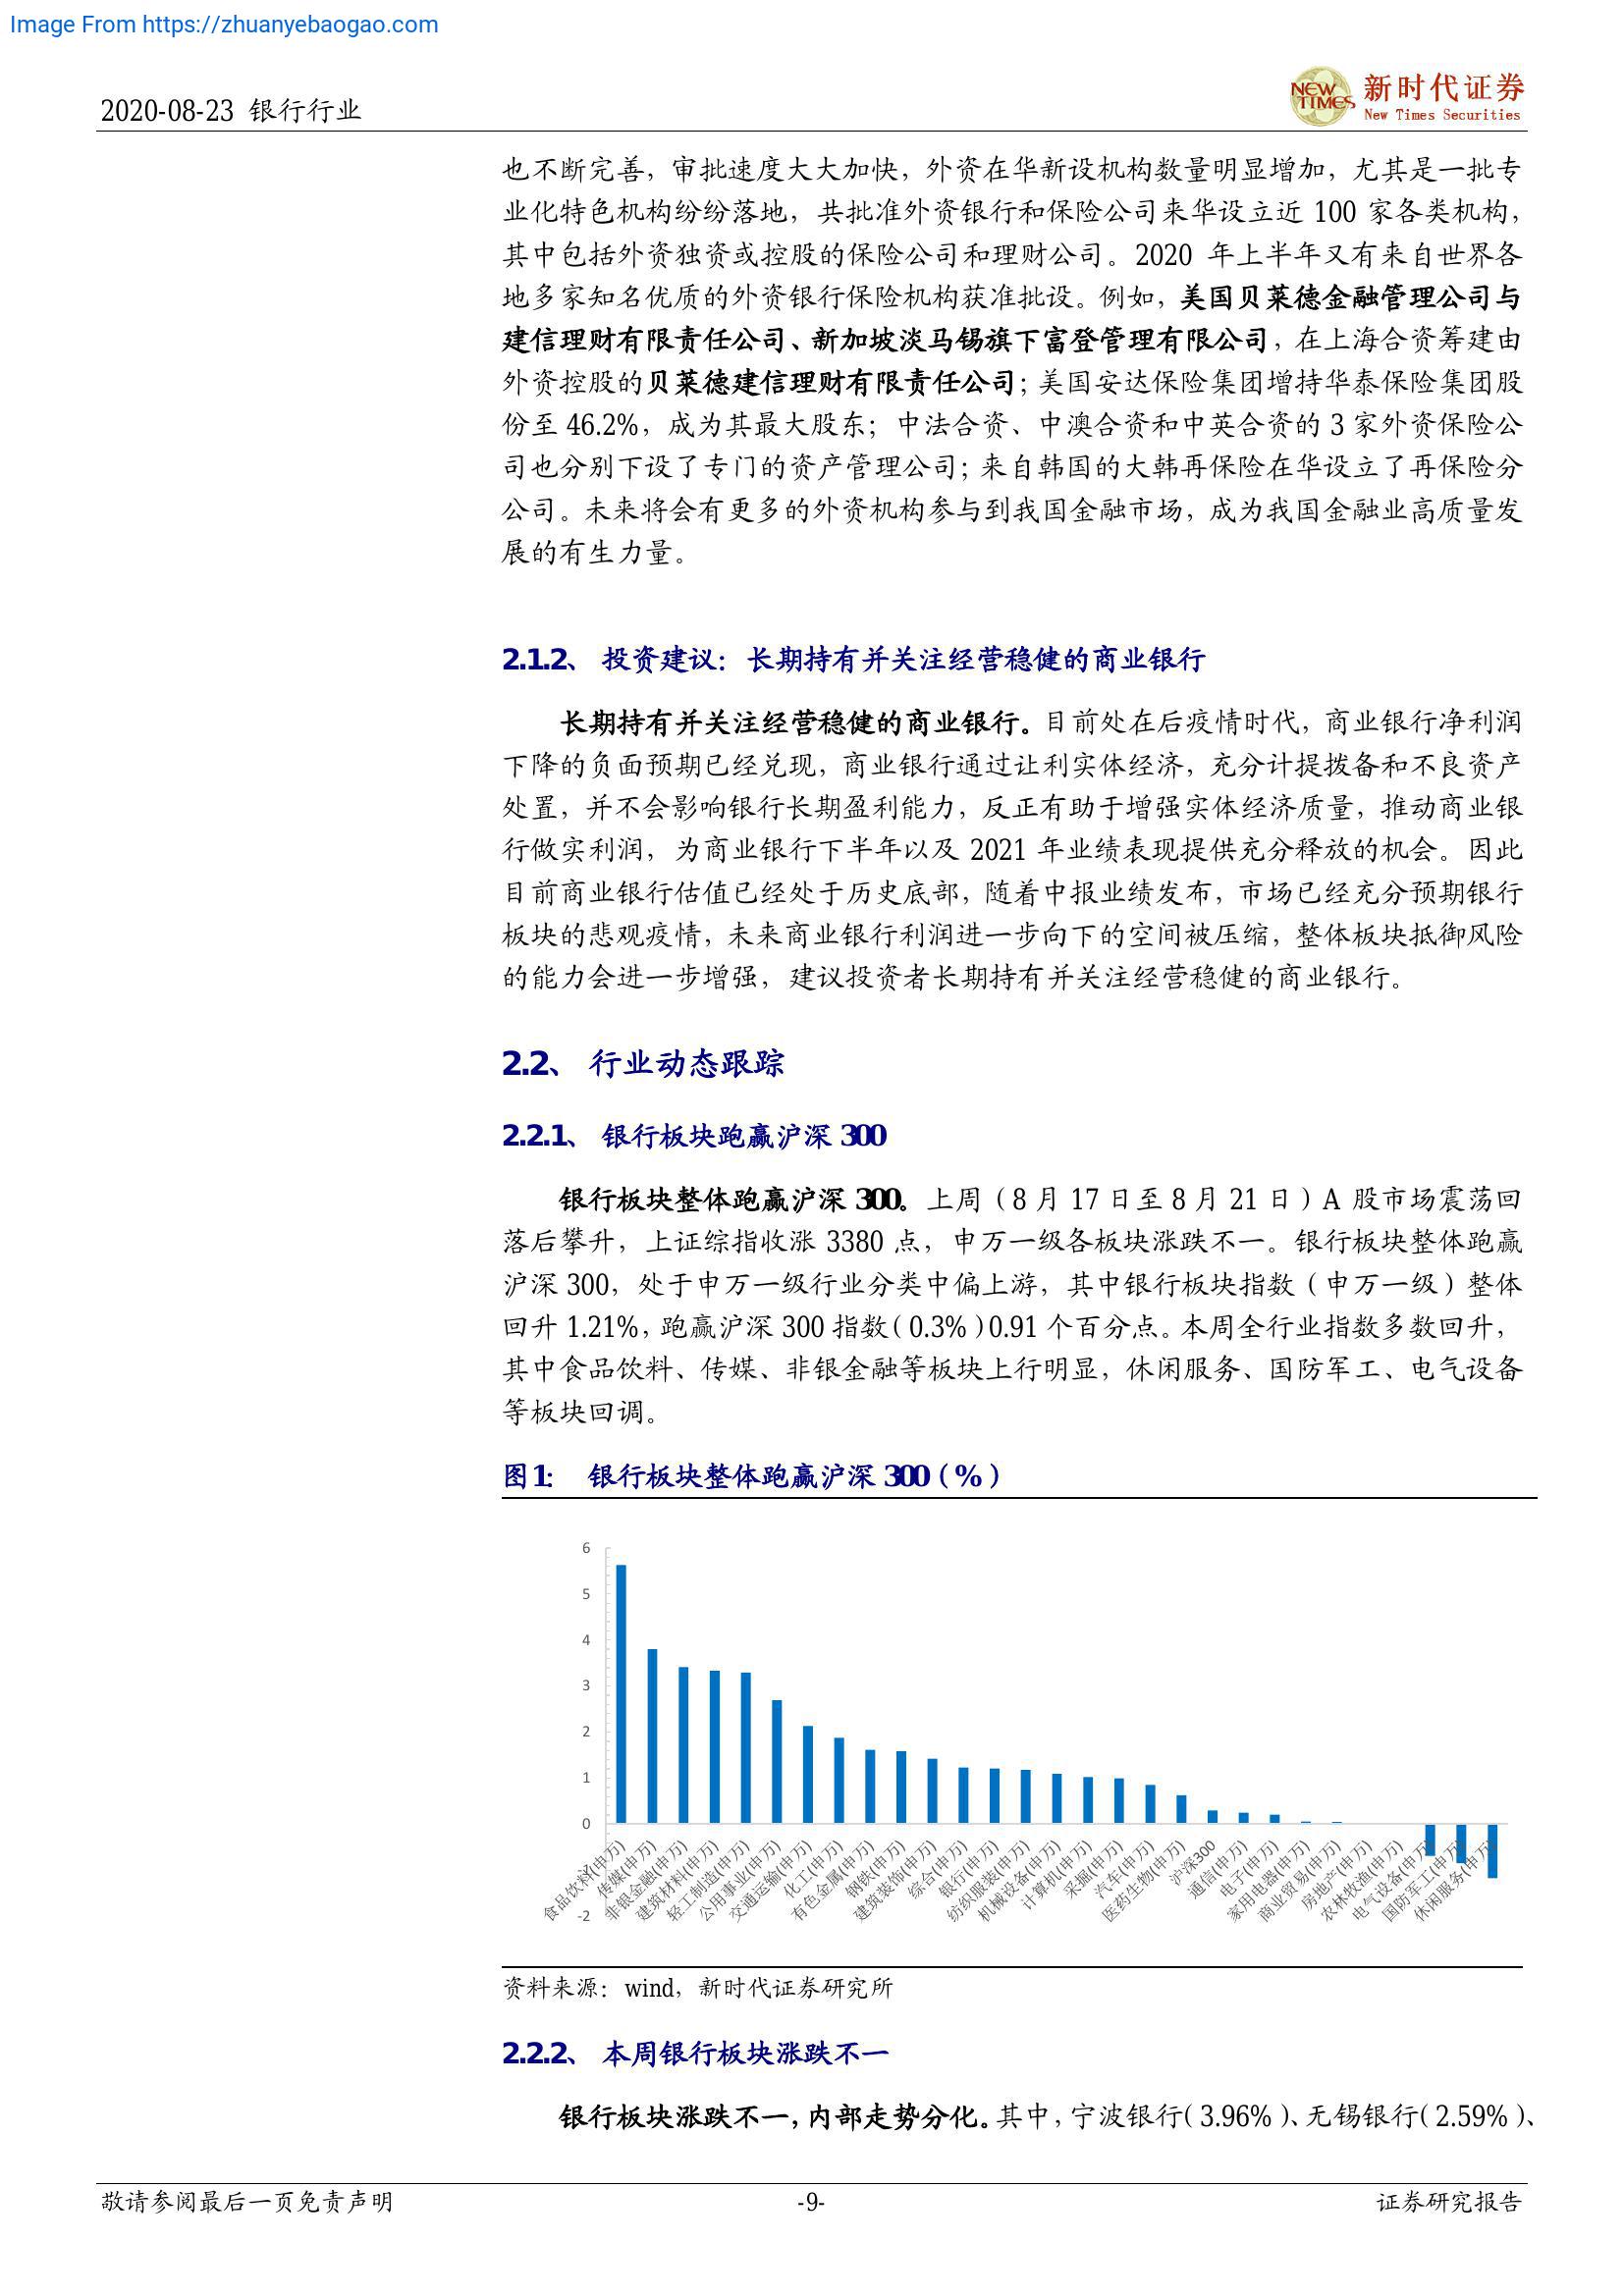 Image From https://zhuanyebaogao.com
2020-08-23 银行行业
NEW TIMES
新时代证券
New Times Securities
也不断完善，审批速度大大加快，外资在华新设机构数量明显增加，尤其是一批专
业化特色机构纷纷落地，共批准外资银行和保险公司来华设立近 100 家各类机构，
其中包括外资独资或控股的保险公司和理财公司。2020 年上半年又有来自世界各
地多家知名优质的外资银行保险机构获准批设。例如，美国贝莱德金融管理公司与
建信理财有限责任公司、新加坡淡马锡旗下富登管理有限公司，在上海合资筹建由
外资控股的贝莱德建信理财有限责任公司；美国安达保险集团增持华泰保险集团股
份至 46.2%，成为其最大股东；中法合资、中澳合资和中英合资的 3 家外资保险公
司也分别下设了专门的资产管理公司；来自韩国的大韩再保险在华设立了再保险分
公司。未来将会有更多的外资机构参与到我国金融市场，成为我国金融业高质量发
展的有生力量。
2.1.2、 投资建议：长期持有并关注经营稳健的商业银行
长期持有并关注经营稳健的商业银行。目前处在后疫情时代，商业银行净利润
下降的负面预期已经兑现，商业银行通过让利实体经济，充分计提拨备和不良资产
处置，并不会影响银行长期盈利能力，反正有助于增强实体经济质量，推动商业银
行做实利润，为商业银行下半年以及 2021 年业绩表现提供充分释放的机会。因此
目前商业银行估值已经处于历史底部，随着中报业绩发布，市场已经充分预期银行
板块的悲观疫情，未来商业银行利润进一步向下的空间被压缩，整体板块抵御风险
的能力会进一步增强，建议投资者长期持有并关注经营稳健的商业银行。
2.2、 行业动态跟踪
2.2.1、 银行板块跑赢沪深 300
银行板块整体跑赢沪深 300。上周（8 月 17 日至 8 月 21 日）A 股市场震荡回
落后攀升，上证综指收涨 3380 点，申万一级各板块涨跌不一。银行板块整体跑赢
沪深 300，处于申万一级行业分类中偏上游，其中银行板块指数（申万一级）整体
回升 1.21%，跑赢沪深 300 指数（0.3%）0.91 个百分点。本周全行业指数多数回升，
其中食品饮料、传媒、非银金融等板块上行明显，休闲服务、国防军工、电气设备
等板块回调。
图1： 银行板块整体跑赢沪深 300（%）
6
5
4
3
2
1
0
-2
食品饮料(申万)
传媒(申万)
非银金融(申万)
建筑材料(申万)
轻工制造(申万)
公用事业(申万)
交通运输(申万)
化工(申万)
有色金属(申万)
钢铁(申万)
建筑装饰(申万)
综合(申万)
银行(申万)
纺织服装(申万)
机械设备(申万)
计算机(申万)
采掘(申万)
汽车(申万)
医药生物(申万)
沪深300
通信(申万)
电子(申万)
家用电器(申万)
商业贸易(申万)
房地产(申万)
农林牧渔(申万)
电气设备(申万)
国防军工(申万)
休闲服务(申万)
资料来源：wind，新时代证券研究所
2.2.2、 本周银行板块涨跌不一
银行板块涨跌不一，内部走势分化。其中，宁波银行（3.96%）、无锡银行（2.59%）、
敬请参阅最后一页免责声明
-9-
证券研究报告